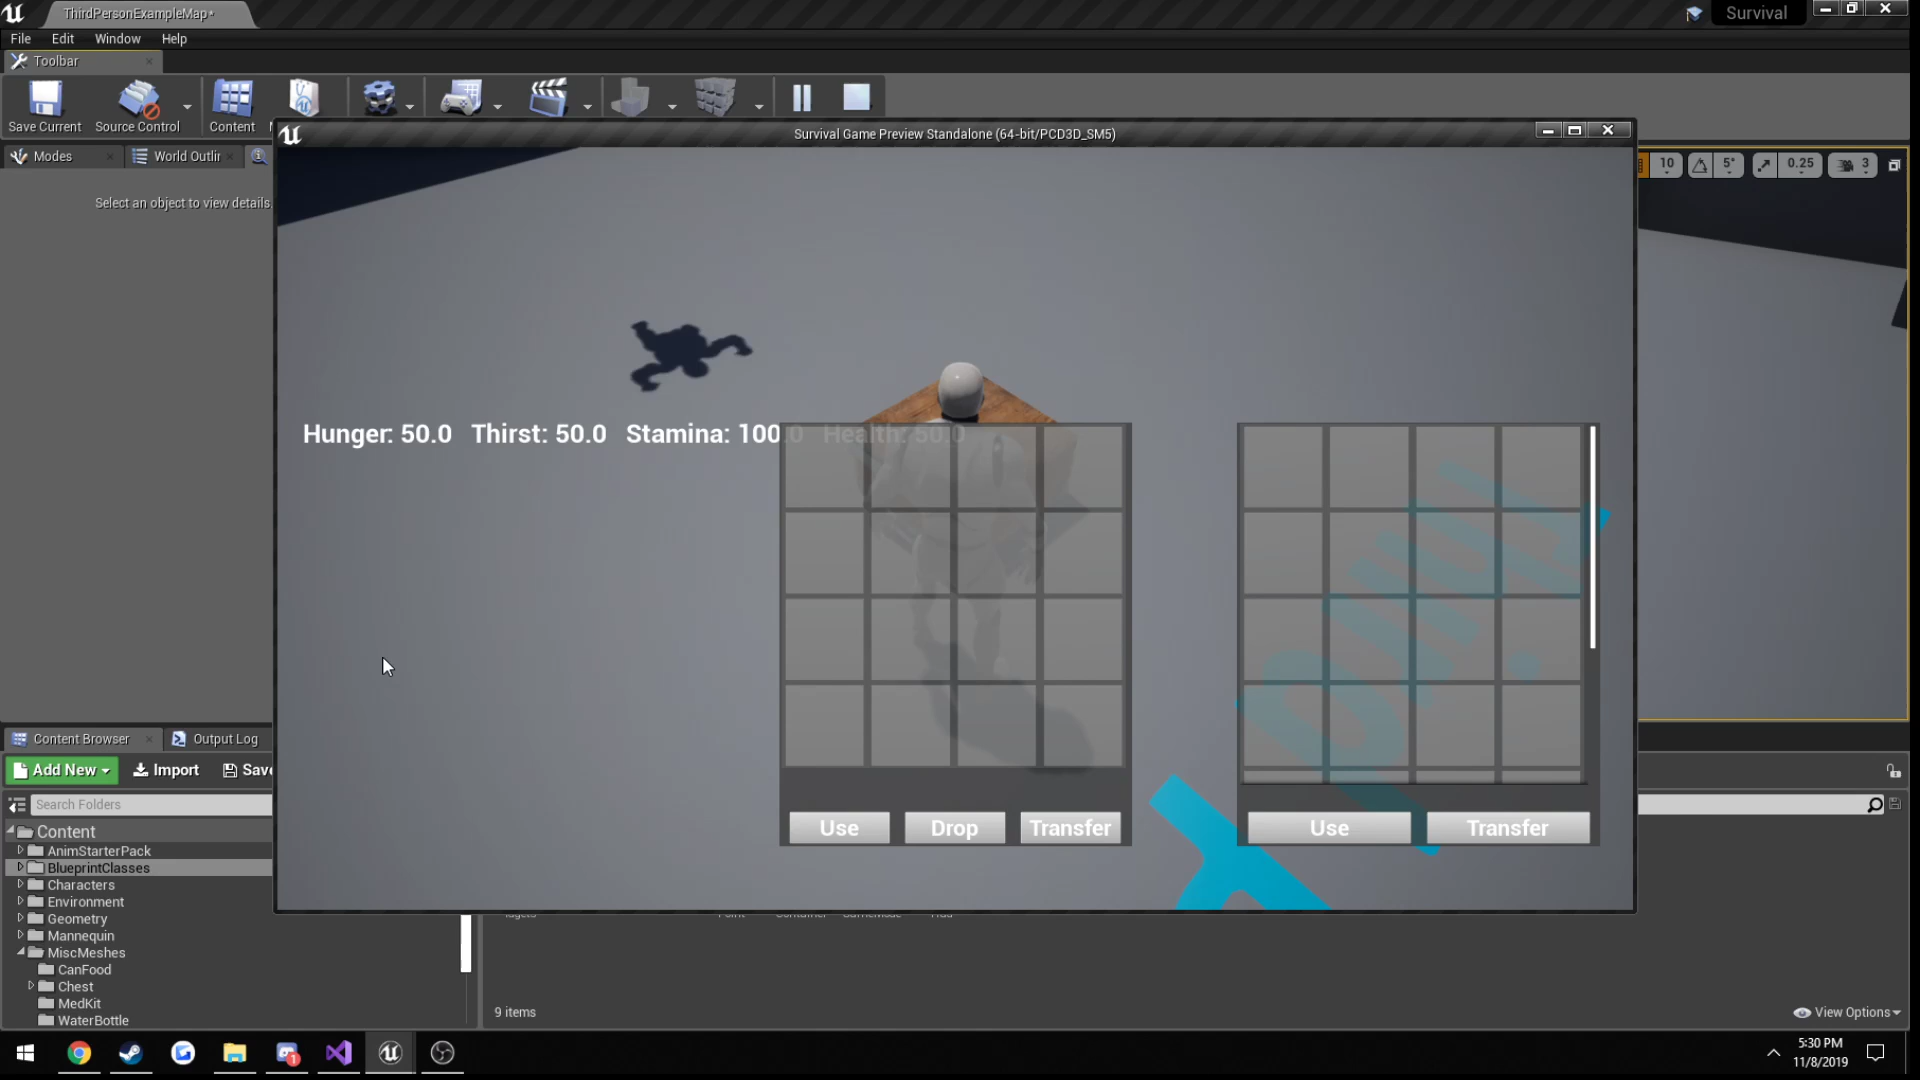 ThirdPersonExampleMap*
Survival
File Edit Window Help
Toolbar
Save Current
Source Control
Content
Survival Game Preview Standalone (64-bit/PCD3D_SM5)
Modes
World Outlin
10
5°
0.25
3
Select an object to view details.
Hunger: 50.0 Thirst: 50.0 Stamina: 100.0 Health: 50.0
Use
Drop
Transfer
Use
Transfer
Content Browser
Output Log
Add New
Import
Save
Search Folders
Content
AnimStarterPack
BlueprintClasses
Characters
Environment
Geometry
Mannequin
MiscMeshes
CanFood
Chest
MedKit
WaterBottle
9 items
View Options
1
5:30 PM
11/8/2019